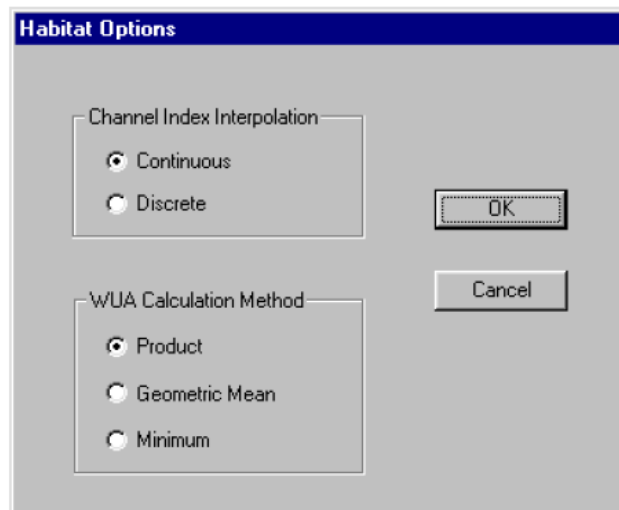 Habitat Options
Channel Index Interpolation
Continuous
Discrete
OK
Cancel
WUA Calculation Method
Product
Geometric Mean
Minimum